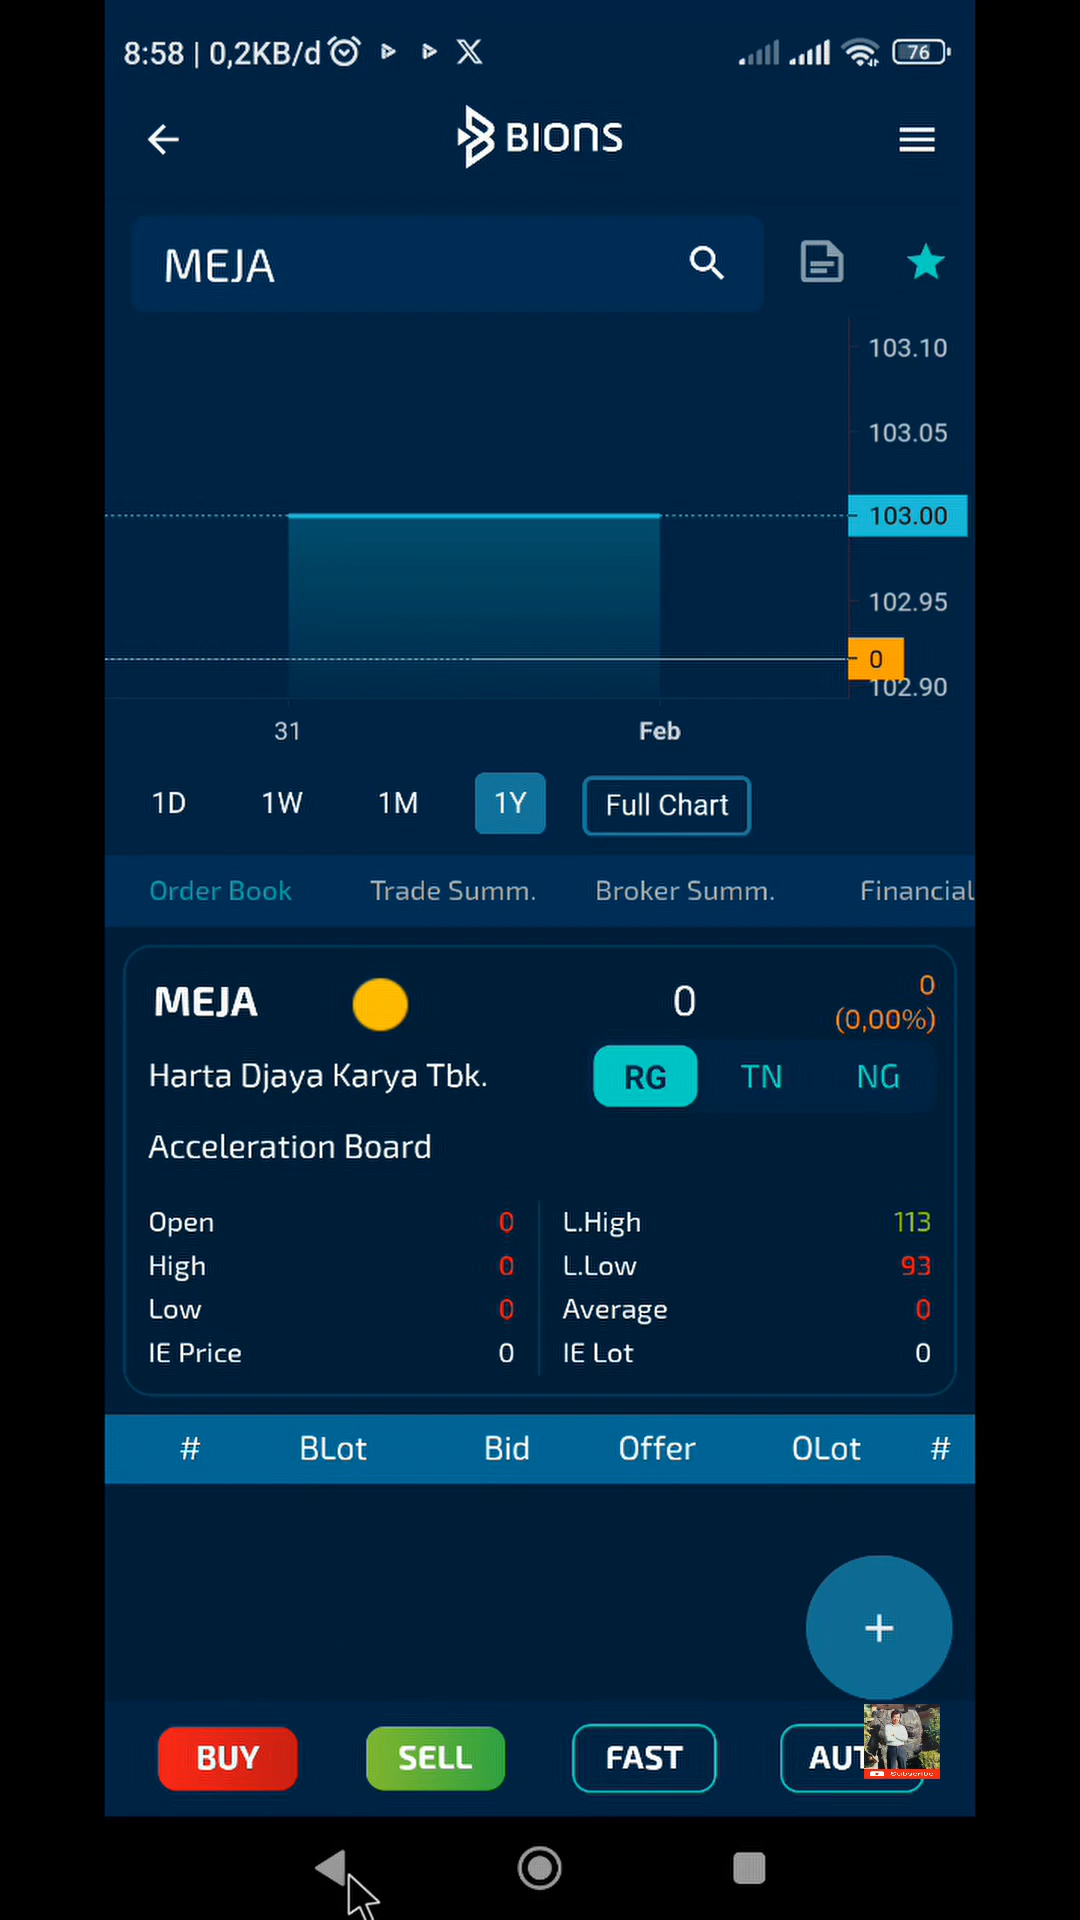 8:58 | 0,2KB/d 76
BIONS
MEJA
103.10
103.05
103.00
102.95
0
102.90
31 Feb
1D 1W 1M 1Y Full Chart
Order Book Trade Summ. Broker Summ. Financial
MEJA 0 0
(0,00%)
Harta Djaya Karya Tbk. RG TN NG
Acceleration Board
Open 0 L.High 113
High 0 L.Low 93
Low 0 Average 0
IE Price 0 IE Lot 0
# BLot Bid Offer OLot #
+
BUY SELL FAST AUT
Subscribe